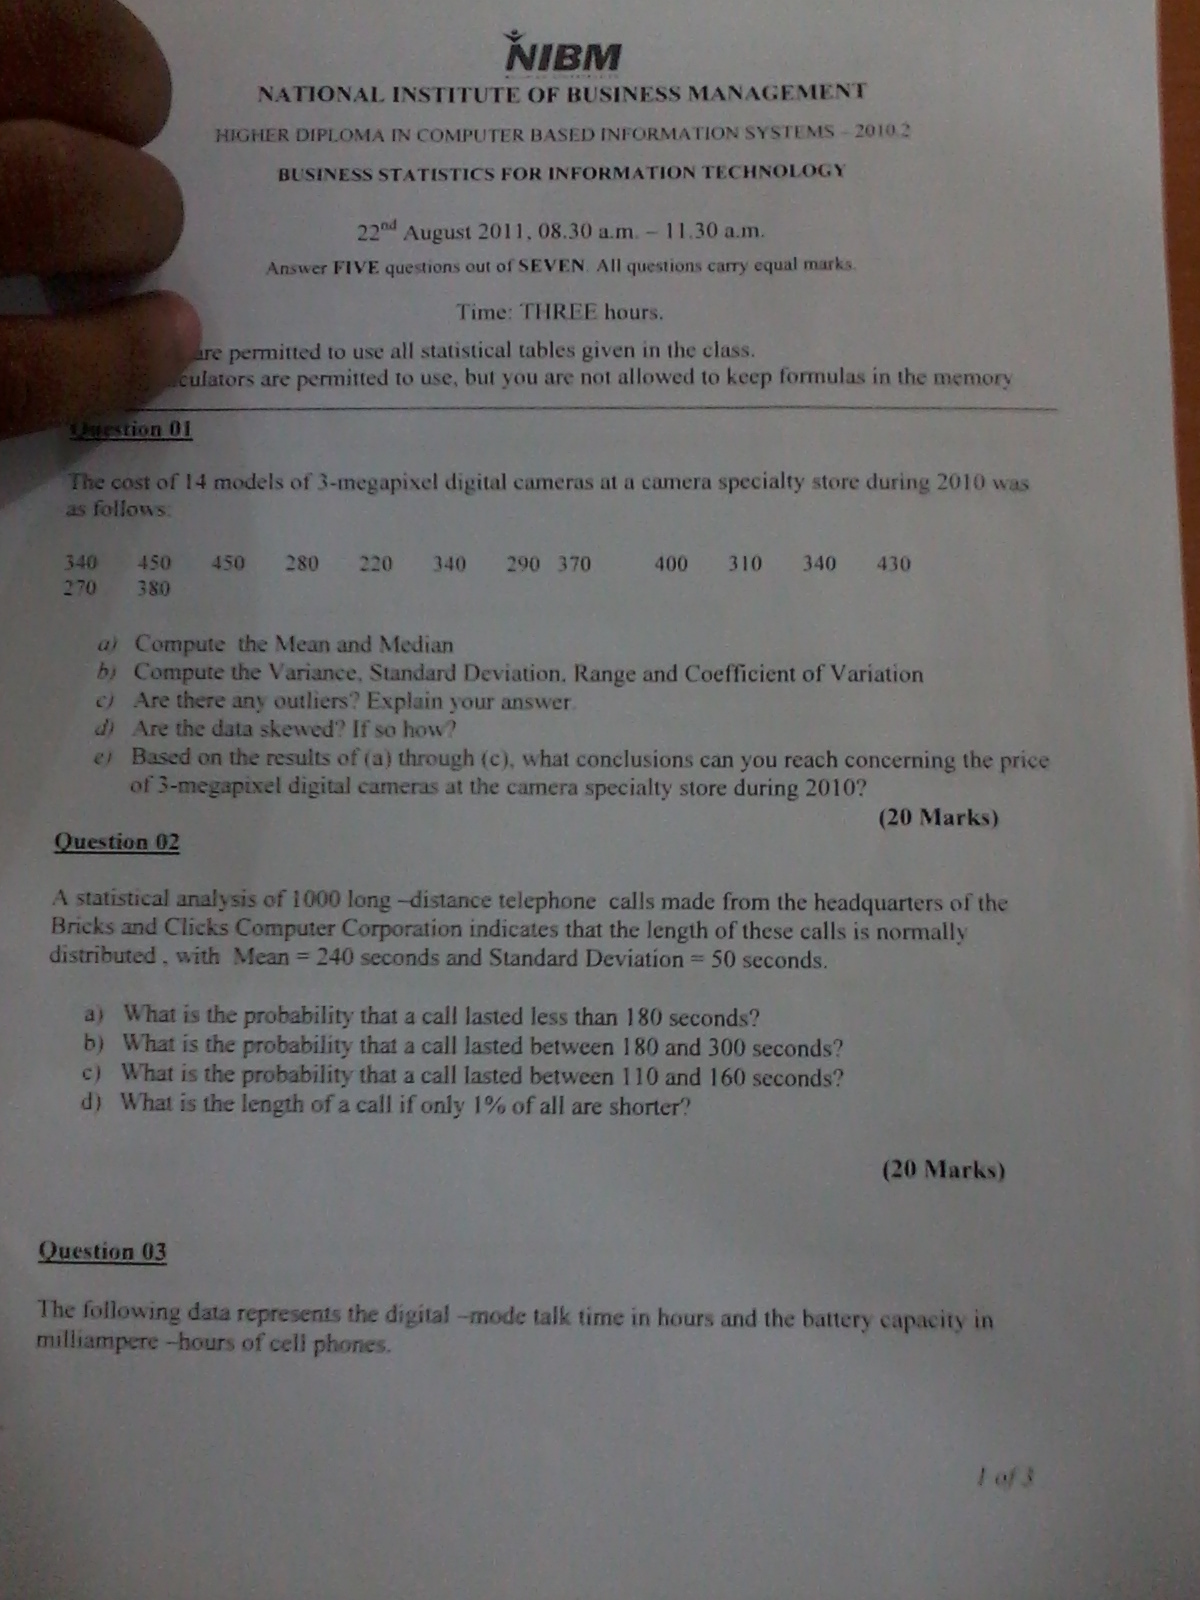 NIBM
NATIONAL INSTITUTE OF BUSINESS MANAGEMENT
HIGHER DIPLOMA IN COMPUTER BASED INFORMATION SYSTEMS – 2010.2
BUSINESS STATISTICS FOR INFORMATION TECHNOLOGY
22nd August 2011, 08.30 a.m. – 11.30 a.m.
Answer FIVE questions out of SEVEN. All questions carry equal marks.
Time: THREE hours.
are permitted to use all statistical tables given in the class.
culators are permitted to use, but you are not allowed to keep formulas in the memory
Question 01
The cost of 14 models of 3-megapixel digital cameras at a camera specialty store during 2010 was
as follows:
340 450 450 280 220 340 290 370 400 310 340 430
270 380
a) Compute the Mean and Median
b) Compute the Variance, Standard Deviation, Range and Coefficient of Variation
c) Are there any outliers? Explain your answer.
d) Are the data skewed? If so how?
e) Based on the results of (a) through (c), what conclusions can you reach concerning the price
of 3-megapixel digital cameras at the camera specialty store during 2010?
(20 Marks)
Question 02
A statistical analysis of 1000 long –distance telephone calls made from the headquarters of the
Bricks and Clicks Computer Corporation indicates that the length of these calls is normally
distributed , with Mean = 240 seconds and Standard Deviation = 50 seconds.
a) What is the probability that a call lasted less than 180 seconds?
b) What is the probability that a call lasted between 180 and 300 seconds?
c) What is the probability that a call lasted between 110 and 160 seconds?
d) What is the length of a call if only 1% of all are shorter?
(20 Marks)
Question 03
The following data represents the digital –mode talk time in hours and the battery capacity in
milliampere –hours of cell phones.
1 of 3